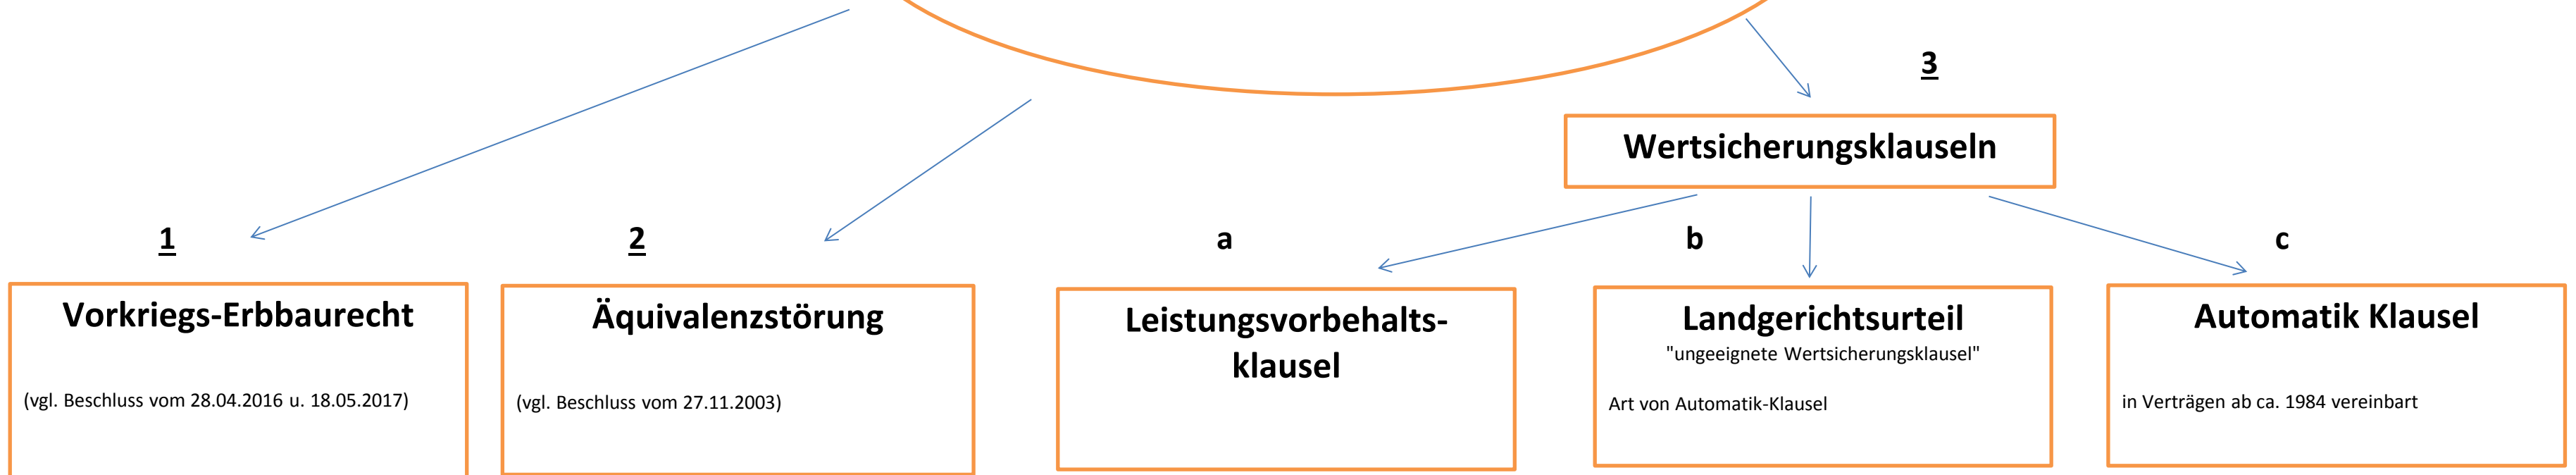 3
Wertsicherungsklauseln
1
2
a
b
c
Vorkriegs-Erbbaurecht
(vgl. Beschluss vom 28.04.2016 u. 18.05.2017)
Äquivalenzstörung
(vgl. Beschluss vom 27.11.2003)
Leistungsvorbehalts-
klausel
Landgerichtsurteil
"ungeeignete Wertsicherungsklausel"
Art von Automatik-Klausel
Automatik Klausel
in Verträgen ab ca. 1984 vereinbart